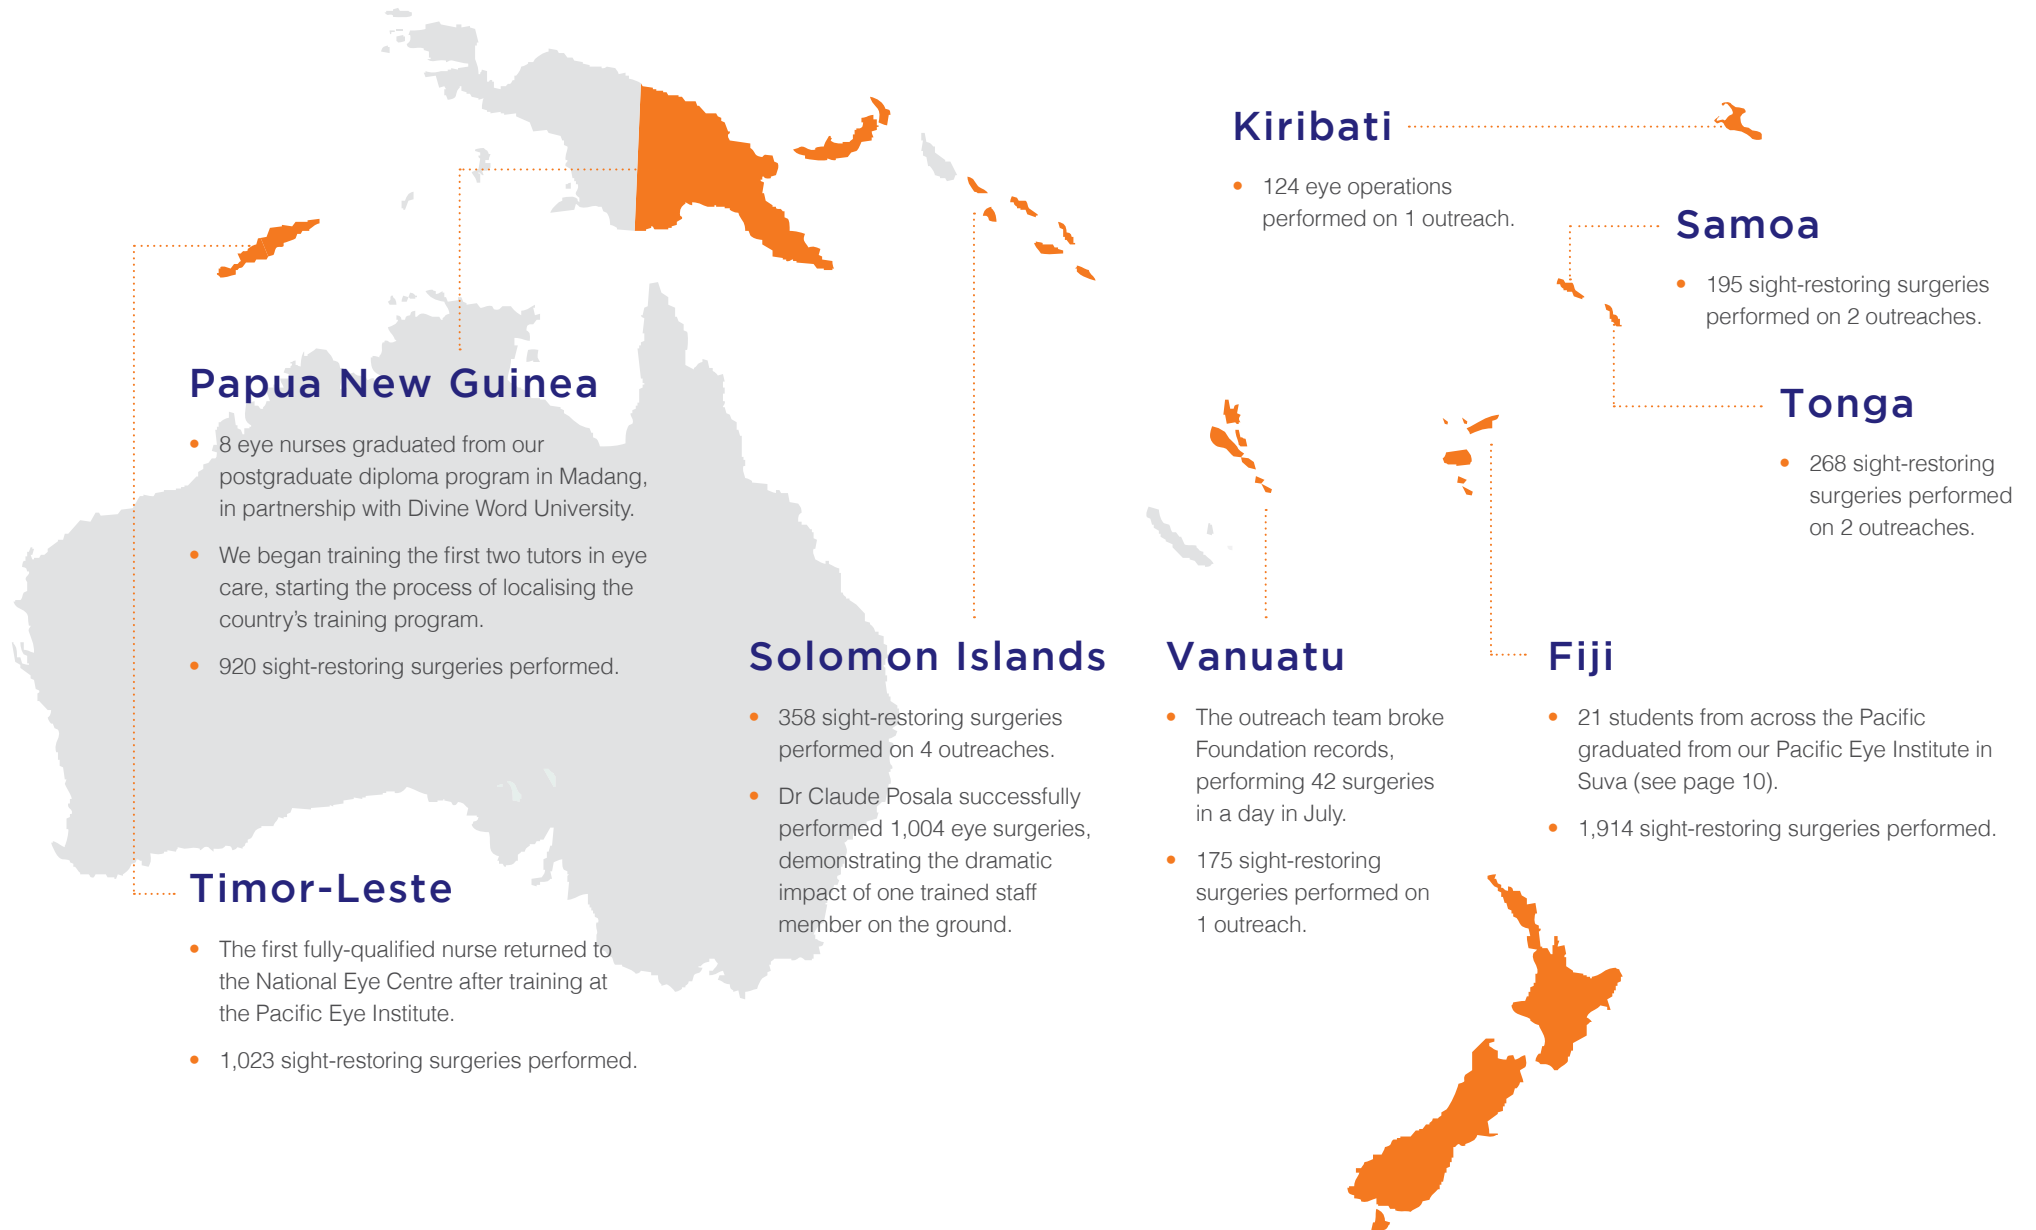 Kiribati
• 124 eye operations
performed on 1 outreach.
Samoa
• 195 sight-restoring surgeries
performed on 2 outreaches.
Tonga
• 268 sight-restoring
surgeries performed
on 2 outreaches.
Papua New Guinea
• 8 eye nurses graduated from our
postgraduate diploma program in Madang,
in partnership with Divine Word University.
• We began training the first two tutors in eye
care, starting the process of localising the
country’s training program.
• 920 sight-restoring surgeries performed.
Solomon Islands
• 358 sight-restoring surgeries
performed on 4 outreaches.
• Dr Claude Posala successfully
performed 1,004 eye surgeries,
demonstrating the dramatic
impact of one trained staff
member on the ground.
Vanuatu
• The outreach team broke
Foundation records,
performing 42 surgeries
in a day in July.
• 175 sight-restoring
surgeries performed on
1 outreach.
Fiji
• 21 students from across the Pacific
graduated from our Pacific Eye Institute in
Suva (see page 10).
• 1,914 sight-restoring surgeries performed.
Timor-Leste
• The first fully-qualified nurse returned to
the National Eye Centre after training at
the Pacific Eye Institute.
• 1,023 sight-restoring surgeries performed.